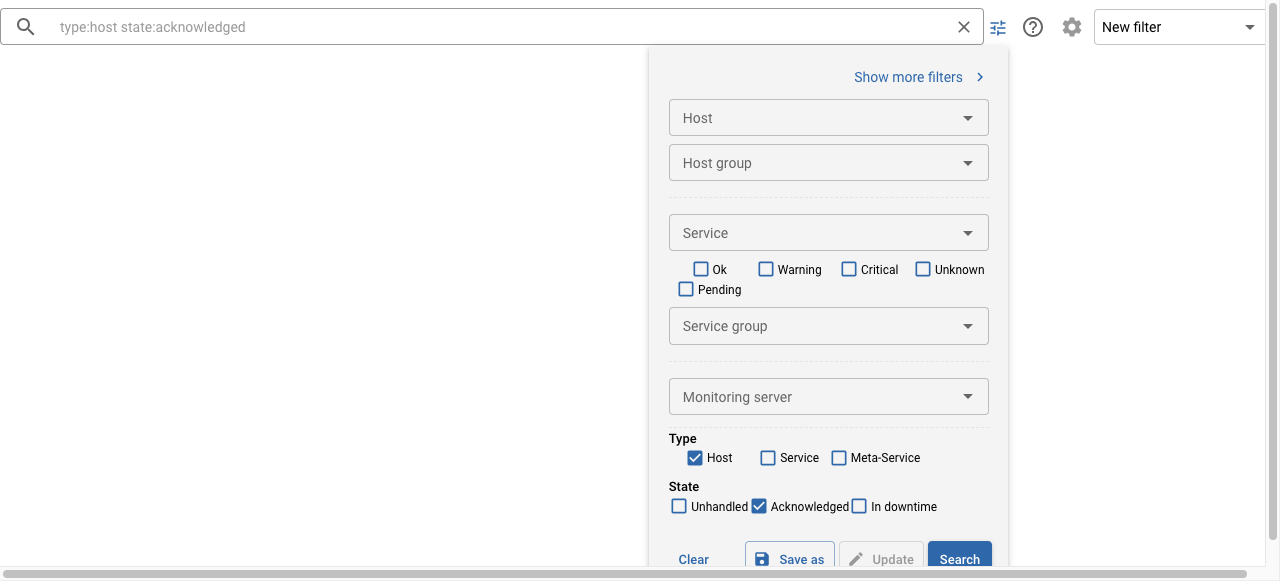 type:host state:acknowledged
New filter
Show more filters
Host
Host group
Service
Ok Warning Critical Unknown
Pending
Service group
Monitoring server
Type
Host Service Meta-Service
State
Unhandled Acknowledged In downtime
Clear Save as Update Search